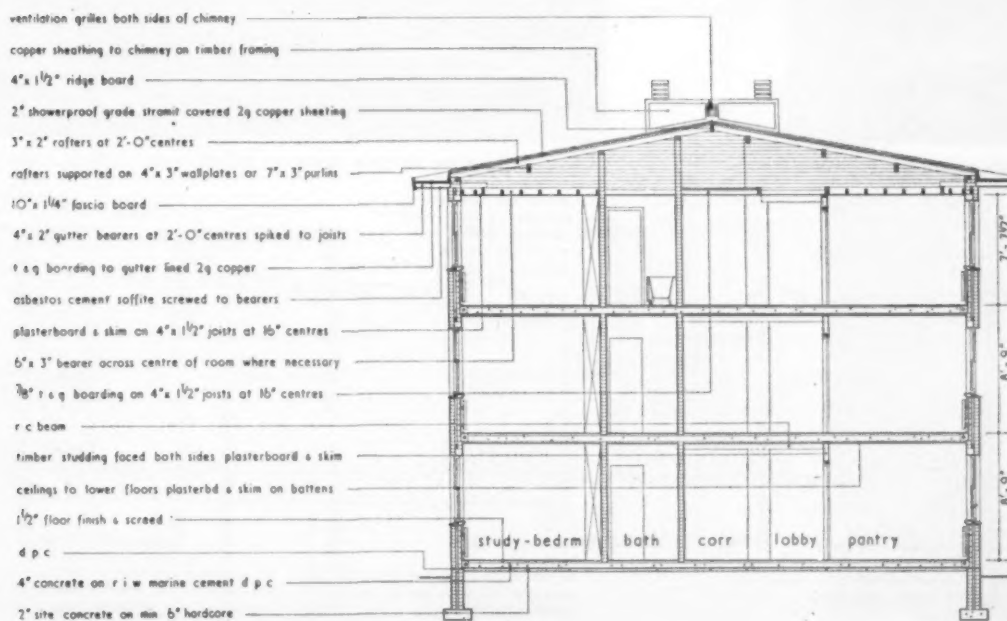 ventilation grilles both sides of chimney
copper sheathing to chimney on timber framing
4"x 1½" ridge board
2" showerproof grade stramit covered 2g copper sheeting
3"x 2" rafters at 2'-0" centres
rafters supported on 4"x 3" wallplates or 7"x 3" purlins
10"x 1¼" fascia board
4"x 2" gutter bearers at 2'-0" centres spiked to joists
t & g boarding to gutter lined 2g copper
asbestos cement soffite screwed to bearers
plasterboard & skim on 4"x 1½" joists at 16" centres
6"x 3" bearer across centre of room where necessary
⅞" t & g boarding on 4"x 1½" joists at 16" centres
r c beam
timber studding faced both sides plasterboard & skim
ceilings to lower floors plasterbd & skim on battens
1½" floor finish & screed
d p c
4" concrete on r i w marine cement d p c
2" site concrete on min 6" hardcore
study-bedrm bath corr lobby pantry
8'-9"
8'-9"